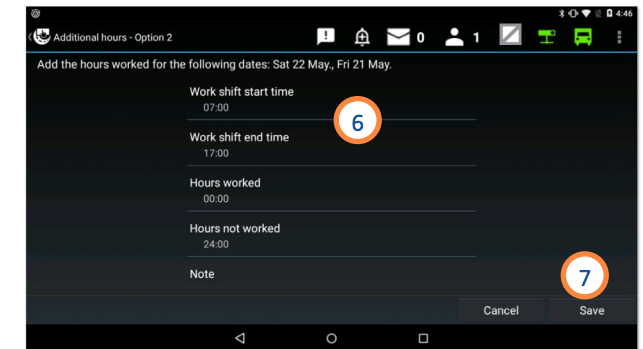 4:46
Additional hours - Option 2
0
1
Add the hours worked for the following dates: Sat 22 May., Fri 21 May.
Work shift start time
07:00
6
Work shift end time
17:00
Hours worked
00:00
Hours not worked
24:00
Note
7
Cancel Save